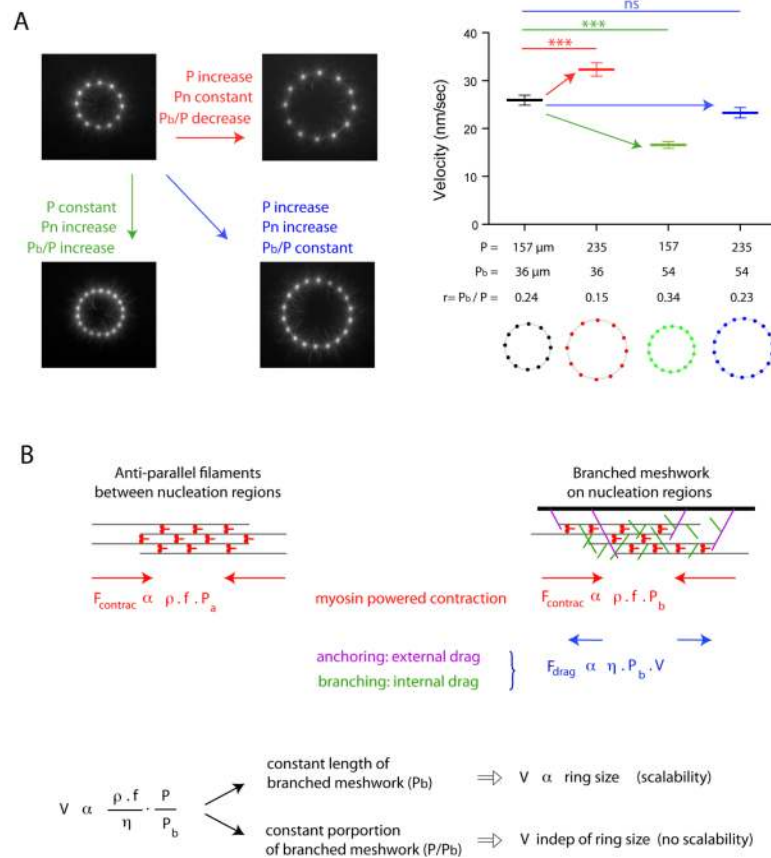 A
P increase
Pn constant
Pb/P decrease
P constant
Pn increase
Pb/P increase
P increase
Pn increase
Pb/P constant
ns
***
***
40
30
20
10
0
Velocity (nm/sec)
P = 157 µm 235 157 235
Pb = 36 µm 36 54 54
r= Pb / P = 0.24 0.15 0.34 0.23
B
Anti-parallel filaments
between nucleation regions
Branched meshwork
on nucleation regions
Fcontrac α ρ . f . Pa
myosin powered contraction
Fcontrac α ρ . f . Pb
anchoring: external drag
branching: internal drag
Fdrag α η . Pb . V
V α ρ . f / η . P / Pb
constant length of
branched meshwork (Pb)
⇒ V α ring size (scalability)
constant porportion
of branched meshwork (P/Pb)
⇒ V indep of ring size (no scalability)